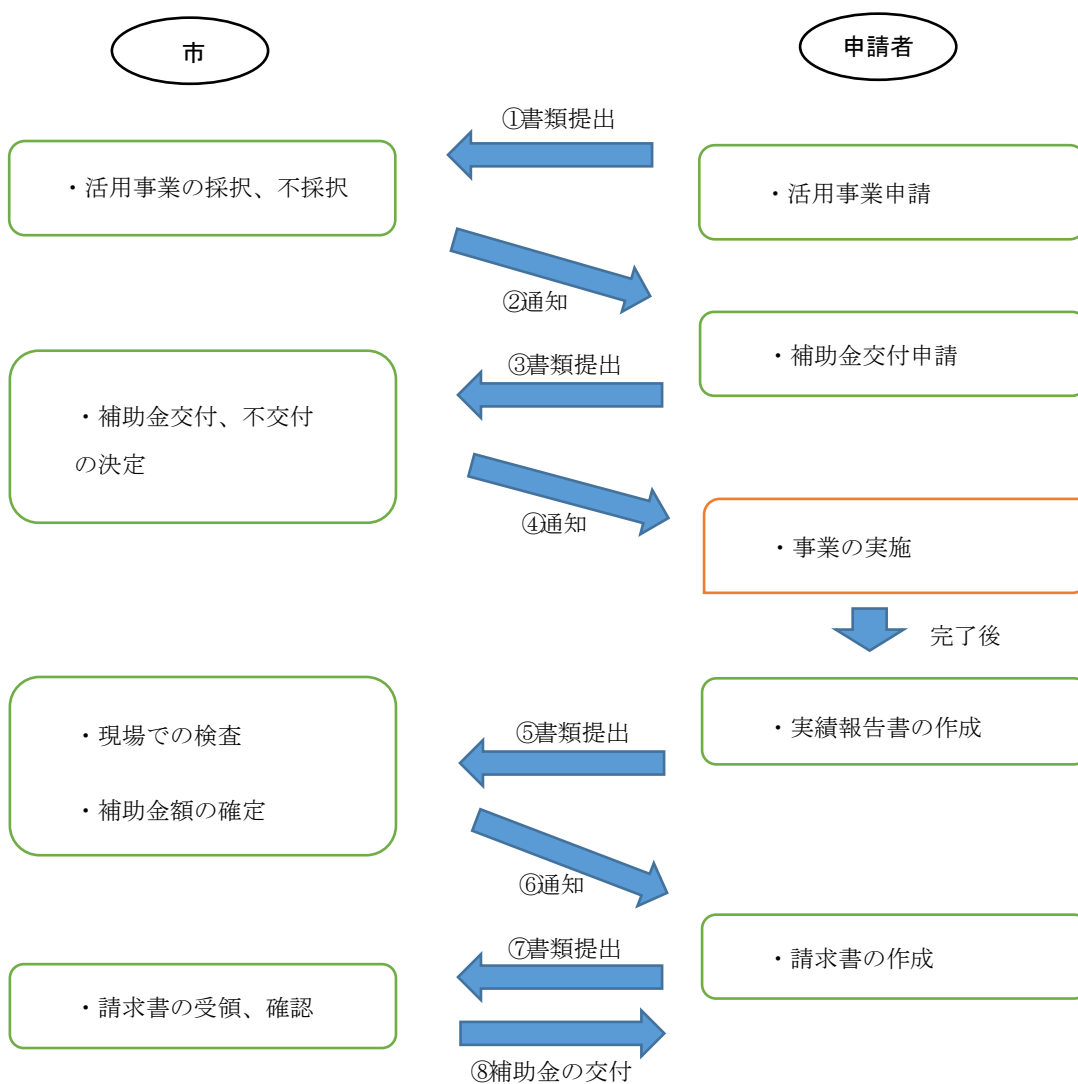 市
申請者
①書類提出
・活用事業の採択、不採択
・活用事業申請
②通知
③書類提出
・補助金交付申請
・補助金交付、不交付
の決定
④通知
・事業の実施
完了後
・現場での検査
⑤書類提出
・実績報告書の作成
・補助金額の確定
⑥通知
⑦書類提出
・請求書の作成
・請求書の受領、確認
⑧補助金の交付